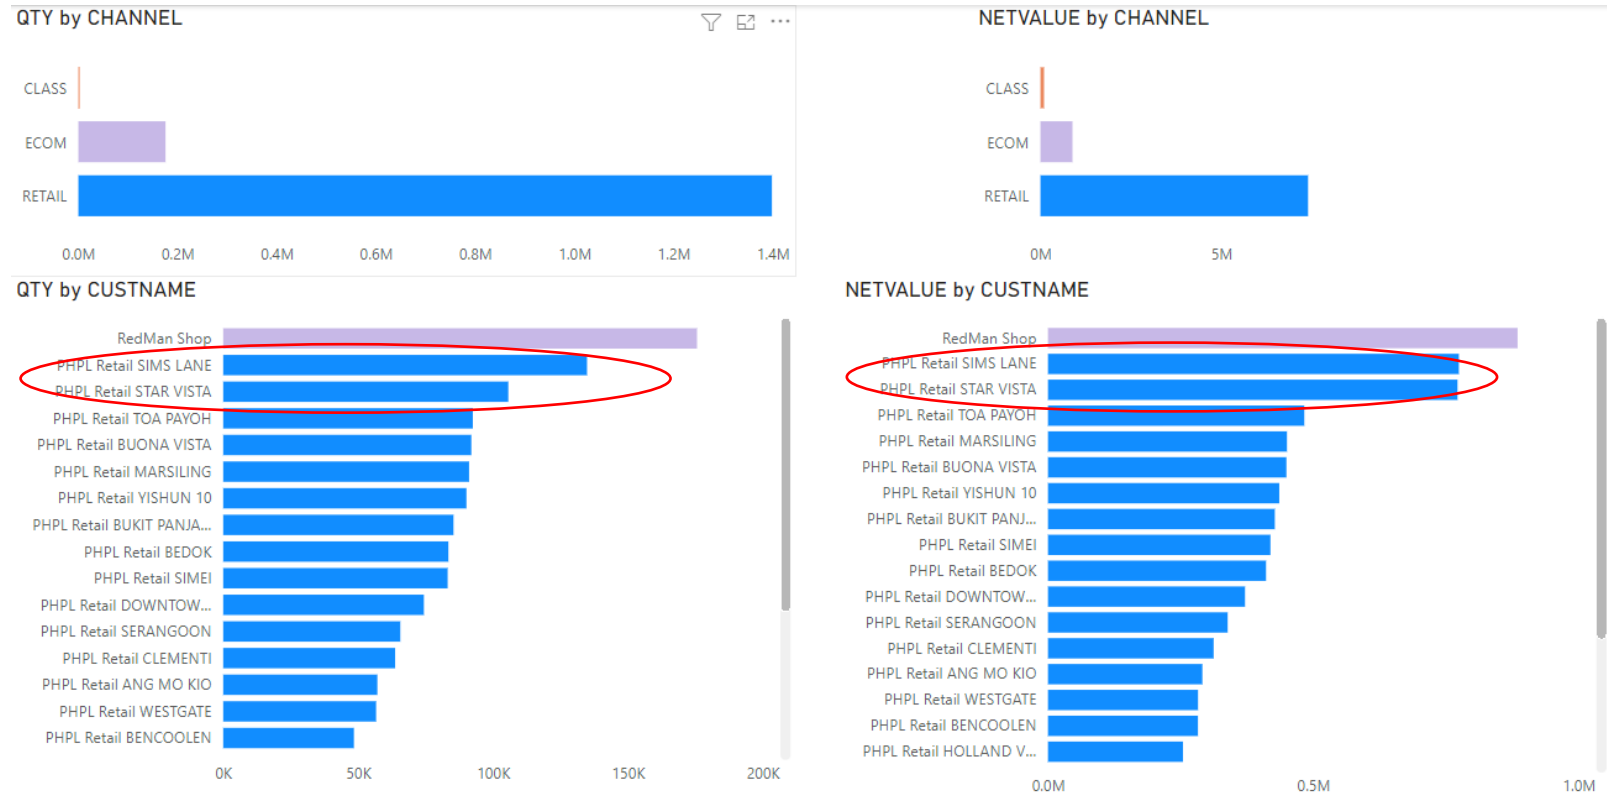 QTY by CHANNEL
CLASS
ECOM
RETAIL
0.0M 0.2M 0.4M 0.6M 0.8M 1.0M 1.2M 1.4M
NETVALUE by CHANNEL
CLASS
ECOM
RETAIL
0M 5M
QTY by CUSTNAME
RedMan Shop
PHPL Retail SIMS LANE
PHPL Retail STAR VISTA
PHPL Retail TOA PAYOH
PHPL Retail BUONA VISTA
PHPL Retail MARSILING
PHPL Retail YISHUN 10
PHPL Retail BUKIT PANJA...
PHPL Retail BEDOK
PHPL Retail SIMEI
PHPL Retail DOWNTOW...
PHPL Retail SERANGOON
PHPL Retail CLEMENTI
PHPL Retail ANG MO KIO
PHPL Retail WESTGATE
PHPL Retail BENCOOLEN
0K 50K 100K 150K 200K
NETVALUE by CUSTNAME
RedMan Shop
PHPL Retail SIMS LANE
PHPL Retail STAR VISTA
PHPL Retail TOA PAYOH
PHPL Retail MARSILING
PHPL Retail BUONA VISTA
PHPL Retail YISHUN 10
PHPL Retail BUKIT PANJ...
PHPL Retail SIMEI
PHPL Retail BEDOK
PHPL Retail DOWNTOW...
PHPL Retail SERANGOON
PHPL Retail CLEMENTI
PHPL Retail ANG MO KIO
PHPL Retail WESTGATE
PHPL Retail BENCOOLEN
PHPL Retail HOLLAND V...
0.0M 0.5M 1.0M